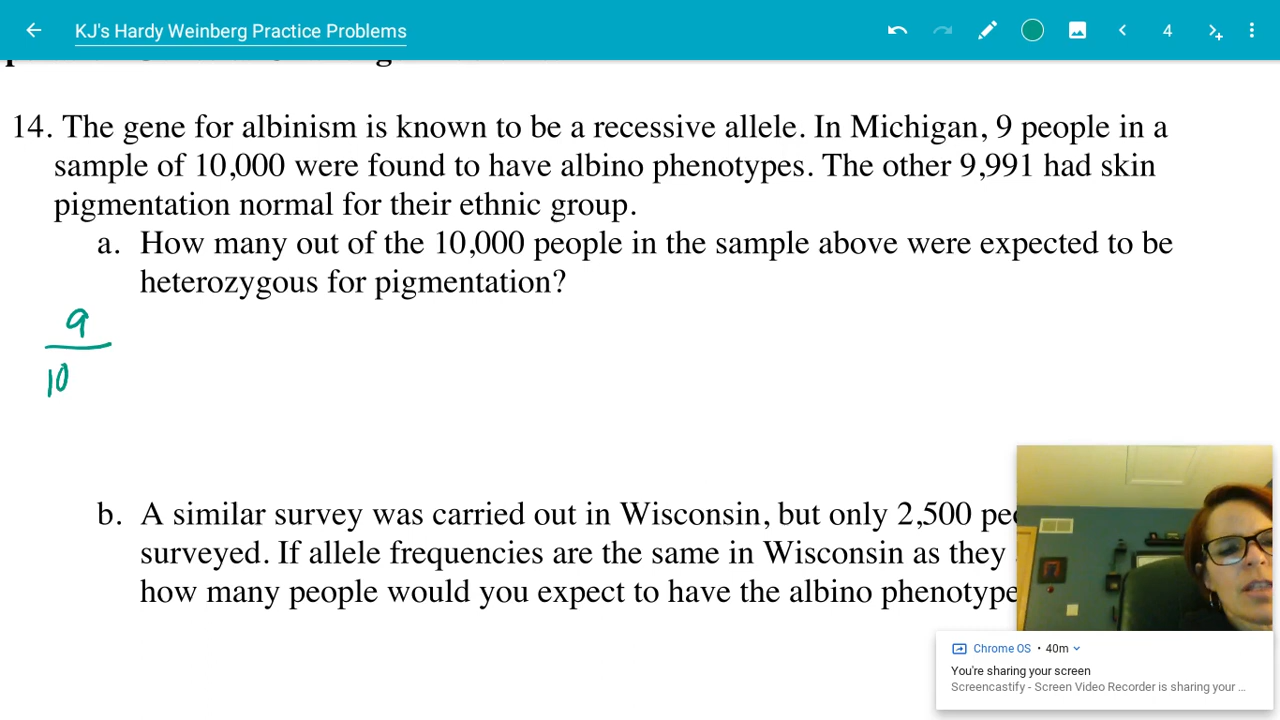 KJ's Hardy Weinberg Practice Problems
4
14. The gene for albinism is known to be a recessive allele. In Michigan, 9 people in a
sample of 10,000 were found to have albino phenotypes. The other 9,991 had skin
pigmentation normal for their ethnic group.
a. How many out of the 10,000 people in the sample above were expected to be
heterozygous for pigmentation?
9
10
b. A similar survey was carried out in Wisconsin, but only 2,500
surveyed. If allele frequencies are the same in Wisconsin as they
how many people would you expect to have the albino phenotype
Chrome OS • 40m
You're sharing your screen
Screencastify - Screen Video Recorder is sharing your ...